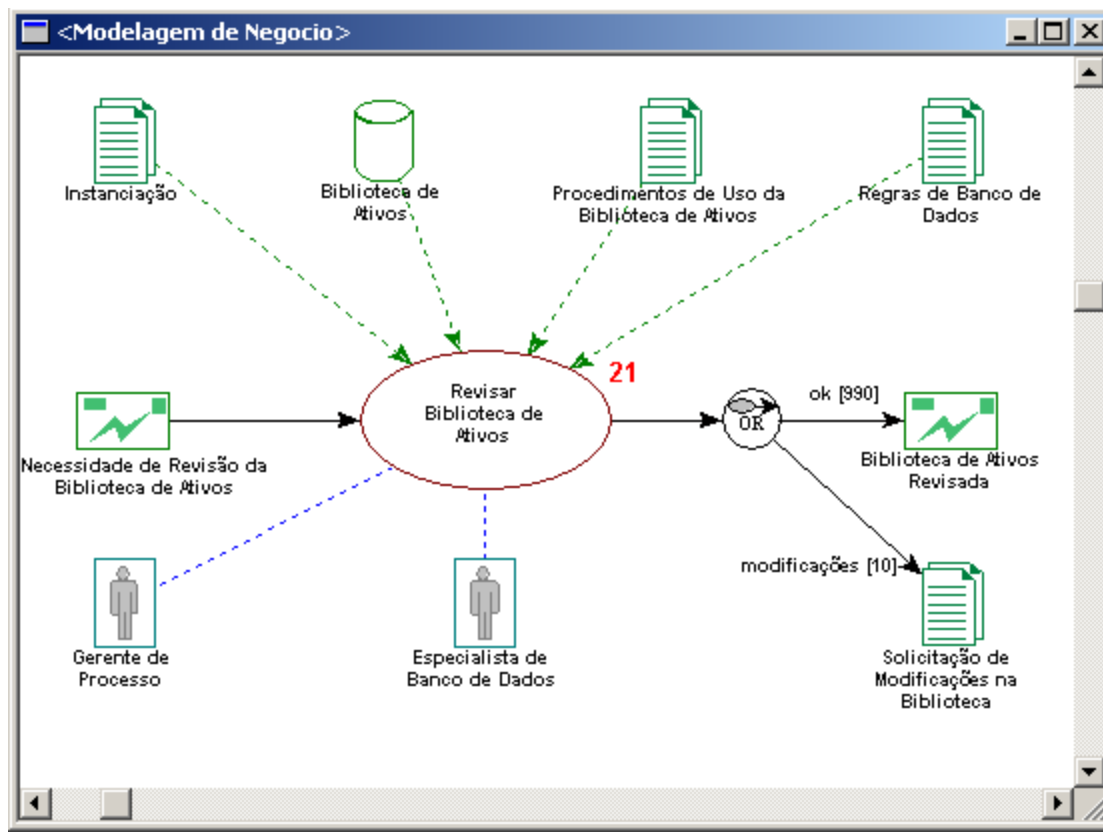 <Modelagem de Negocio>
Instanciação
Biblioteca de
Ativos
Procedimentos de Uso da
Biblioteca de Ativos
Regras de Banco de
Dados
21
Revisar
Biblioteca de
Ativos
ok [990]
OR
Necessidade de Revisão da
Biblioteca de Ativos
Biblioteca de Ativos
Revisada
modificações [10]
Gerente de
Processo
Especialista de
Banco de Dados
Solicitação de
Modificações na
Biblioteca